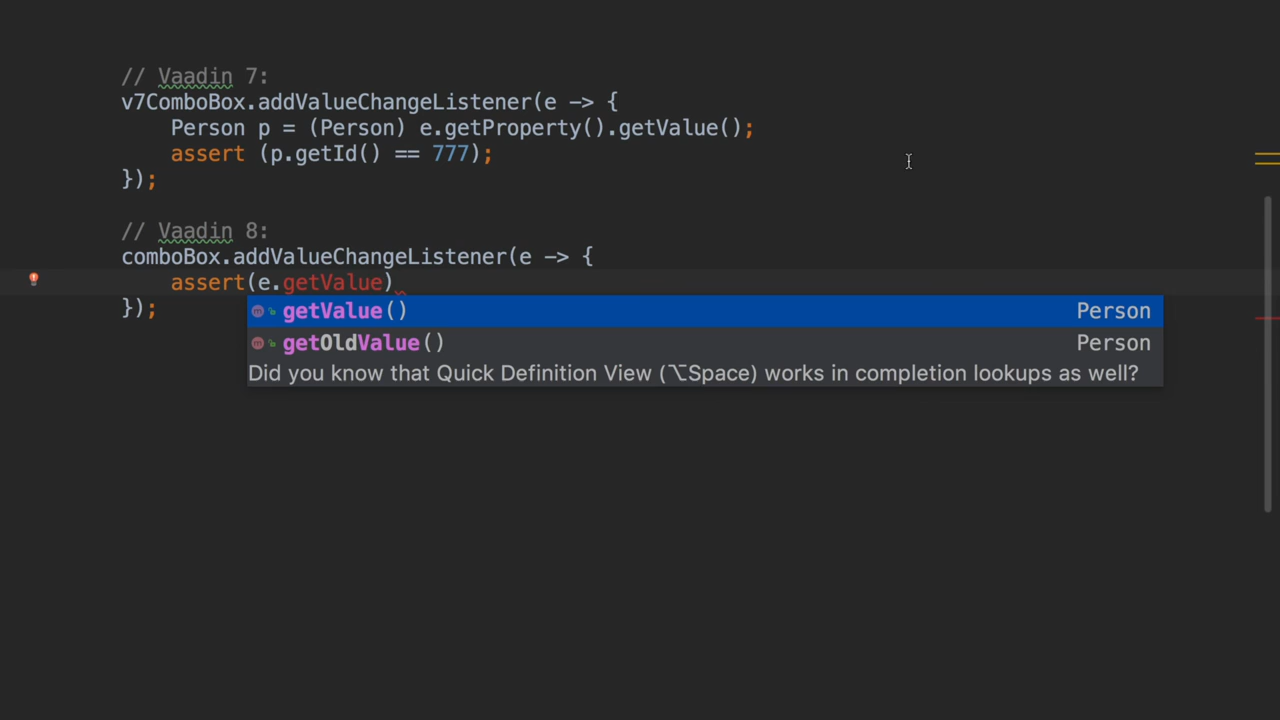 // Vaadin 7:
v7ComboBox.addValueChangeListener(e -> {
    Person p = (Person) e.getProperty().getValue();
    assert (p.getId() == 777);
});

// Vaadin 8:
comboBox.addValueChangeListener(e -> {
    assert(e.getValue)
});
m getValue() Person
m getOldValue() Person
Did you know that Quick Definition View (⌥Space) works in completion lookups as well?